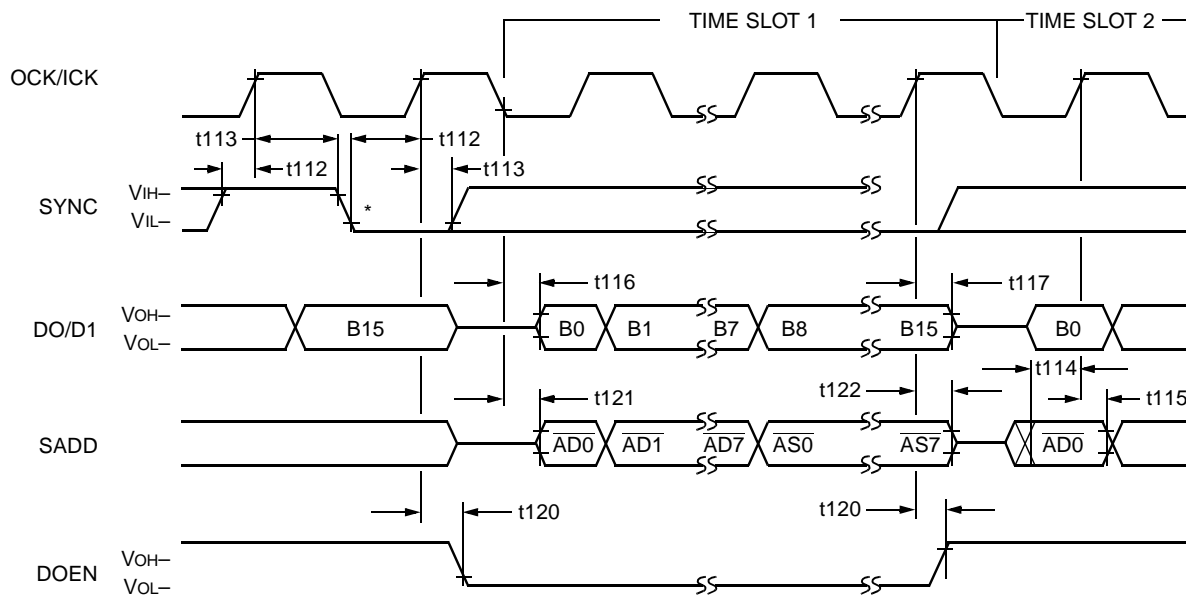 TIME SLOT 1 TIME SLOT 2
OCK/ICK
t113 t112
t112 t113
VIH–
SYNC
*
VIL–
t116 t117
VOH–
DO/D1 B15 B0 B1 B7 B8 B15 B0
VOL–
t114
t121 t122 t115
SADD AD0 AD1 AD7 AS0 AS7 AD0
t120 t120
VOH–
DOEN
VOL–